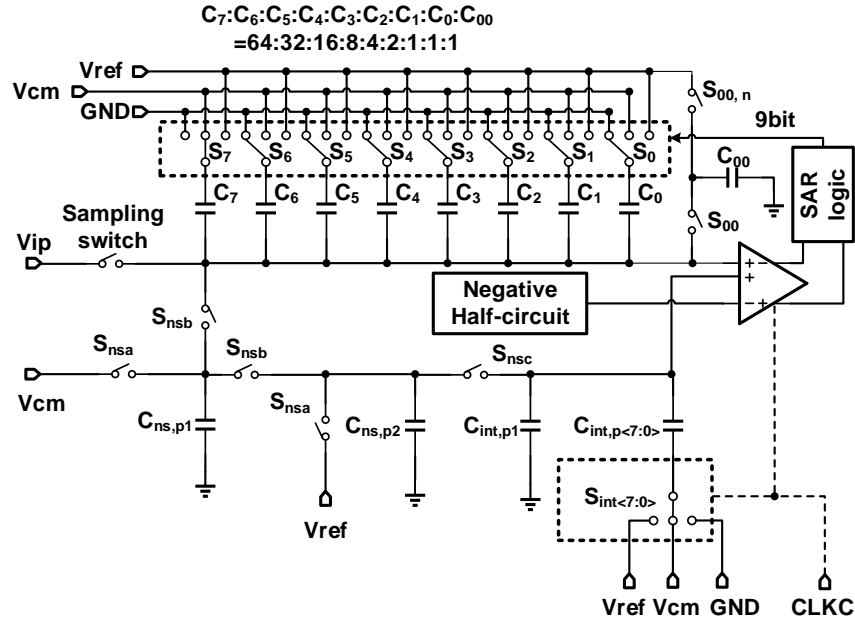 C7:C6:C5:C4:C3:C2:C1:C0:C00
=64:32:16:8:4:2:1:1:1
Vref
Vcm
GND
S00, n
9bit
S7 S6 S5 S4 S3 S2 S1 S0
C00
SAR logic
C7 C6 C5 C4 C3 C2 C1 C0
Sampling
switch
S00
Vip
Negative
Half-circuit
Snsb
Snsa
Snsb
Snsc
Vcm
Snsa
Cns,p1
Cns,p2
Cint,p1
Cint,p<7:0>
Sint<7:0>
Vref
Vref Vcm GND CLKC